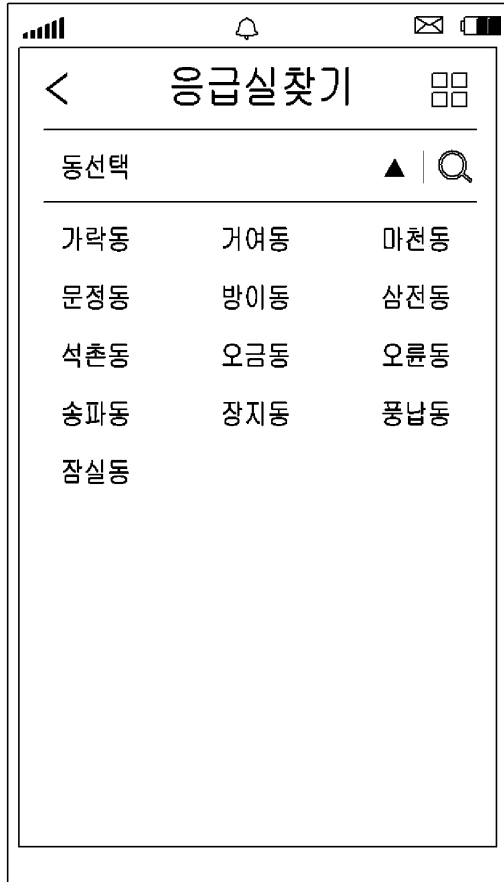 응급실찾기
동선택 ▲
가락동 거여동 마천동
문정동 방이동 삼전동
석촌동 오금동 오륜동
송파동 장지동 풍납동
잠실동